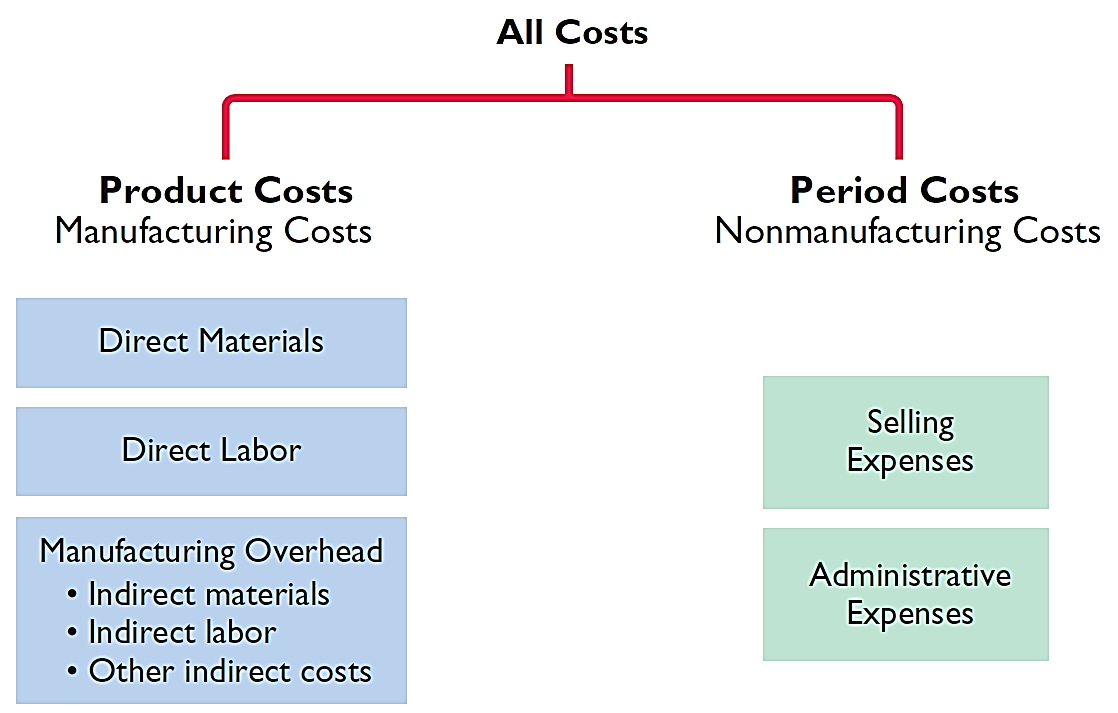 All Costs
Product Costs
Manufacturing Costs
Direct Materials
Direct Labor
Manufacturing Overhead
• Indirect materials
• Indirect labor
• Other indirect costs
Period Costs
Nonmanufacturing Costs
Selling
Expenses
Administrative
Expenses